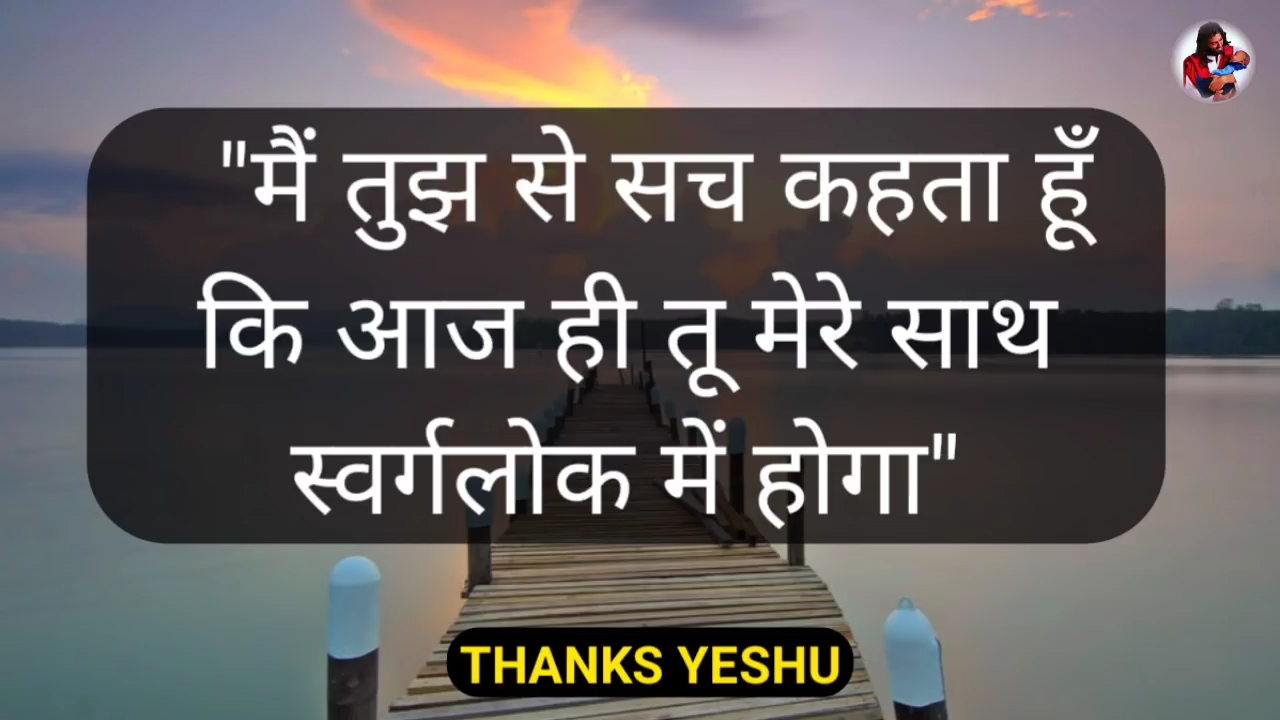 "मैं तुझ से सच कहता हूँ
कि आज ही तू मेरे साथ
स्वर्गलोक में होगा"
THANKS YESHU